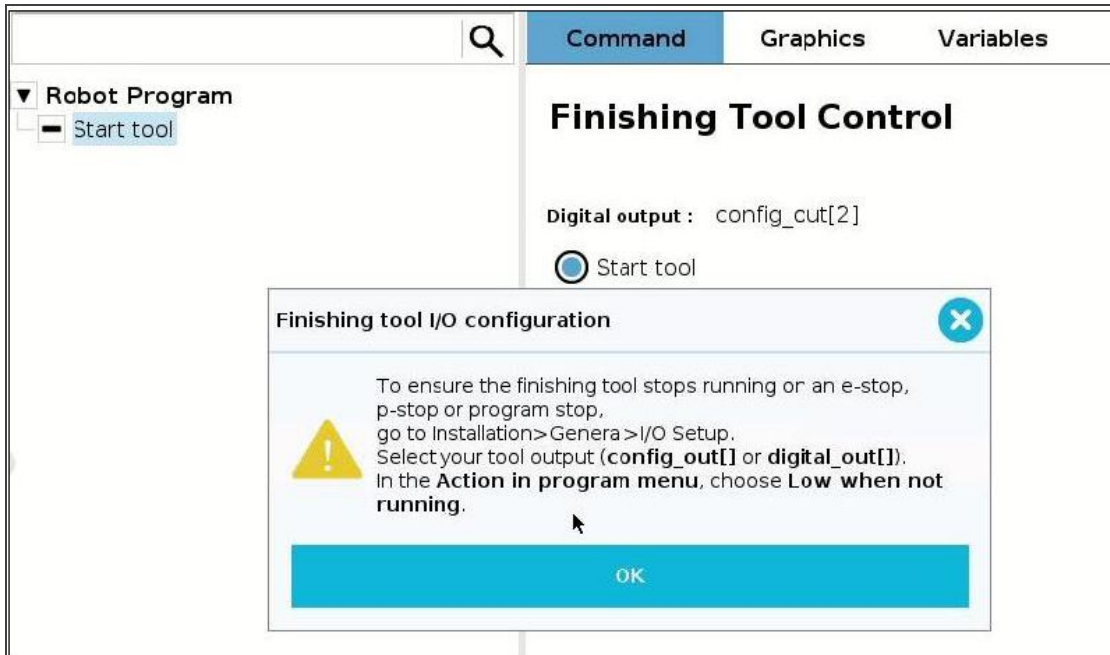 Command Graphics Variables
Robot Program
Start tool
Finishing Tool Control
Digital output : config_cut[2]
Start tool
Finishing tool I/O configuration
To ensure the finishing tool stops running on an e-stop,
p-stop or program stop,
go to Installation>Genera>I/O Setup.
Select your tool output (config_out[] or digital_out[]).
In the Action in program menu, choose Low when not
running.
OK